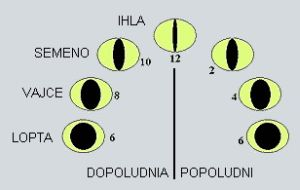 IHLA
12
SEMENO
10
2
VAJCE
8
4
LOPTA
6
6
DOPOLUDNIA
POPOLUDNI